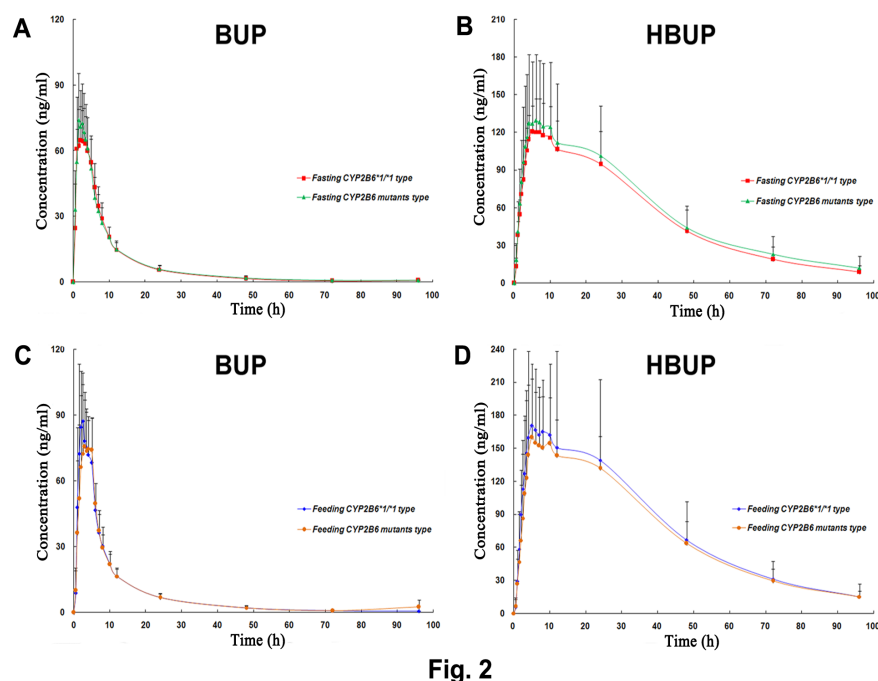 A
BUP
Concentration (ng/ml)
120
90
60
30
0
Fasting CYP2B6*1/*1 type
Fasting CYP2B6 mutants type
0 10 20 30 40 50 60 70 80 90 100
Time (h)
B
HBUP
Concentration (ng/ml)
210
180
150
120
90
60
30
0
Fasting CYP2B6*1/*1 type
Fasting CYP2B6 mutants type
0 10 20 30 40 50 60 70 80 90 100
Time (h)
C
BUP
Concentration (ng/ml)
120
90
60
30
0
Feeding CYP2B6*1/*1 type
Feeding CYP2B6 mutants type
0 10 20 30 40 50 60 70 80 90 100
Time (h)
D
HBUP
Concentration (ng/ml)
240
210
180
150
120
90
60
30
0
Feeding CYP2B6*1/*1 type
Feeding CYP2B6 mutants type
0 10 20 30 40 50 60 70 80 90 100
Time (h)
Fig. 2